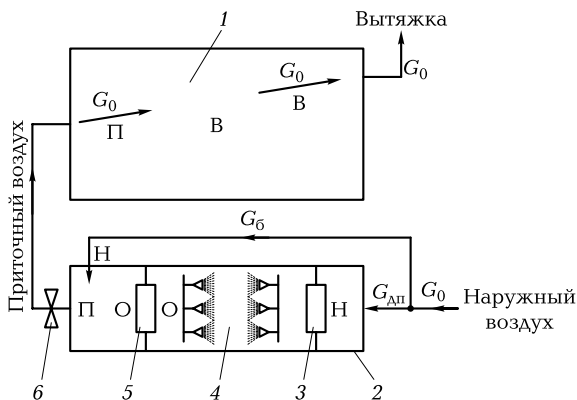 Вытяжка
1
G₀
G₀
G₀
П
В
В
Приточный воздух
Gб
Н
Gдп
G₀
П
О
О
Н
Наружный
воздух
6
5
4
3
2